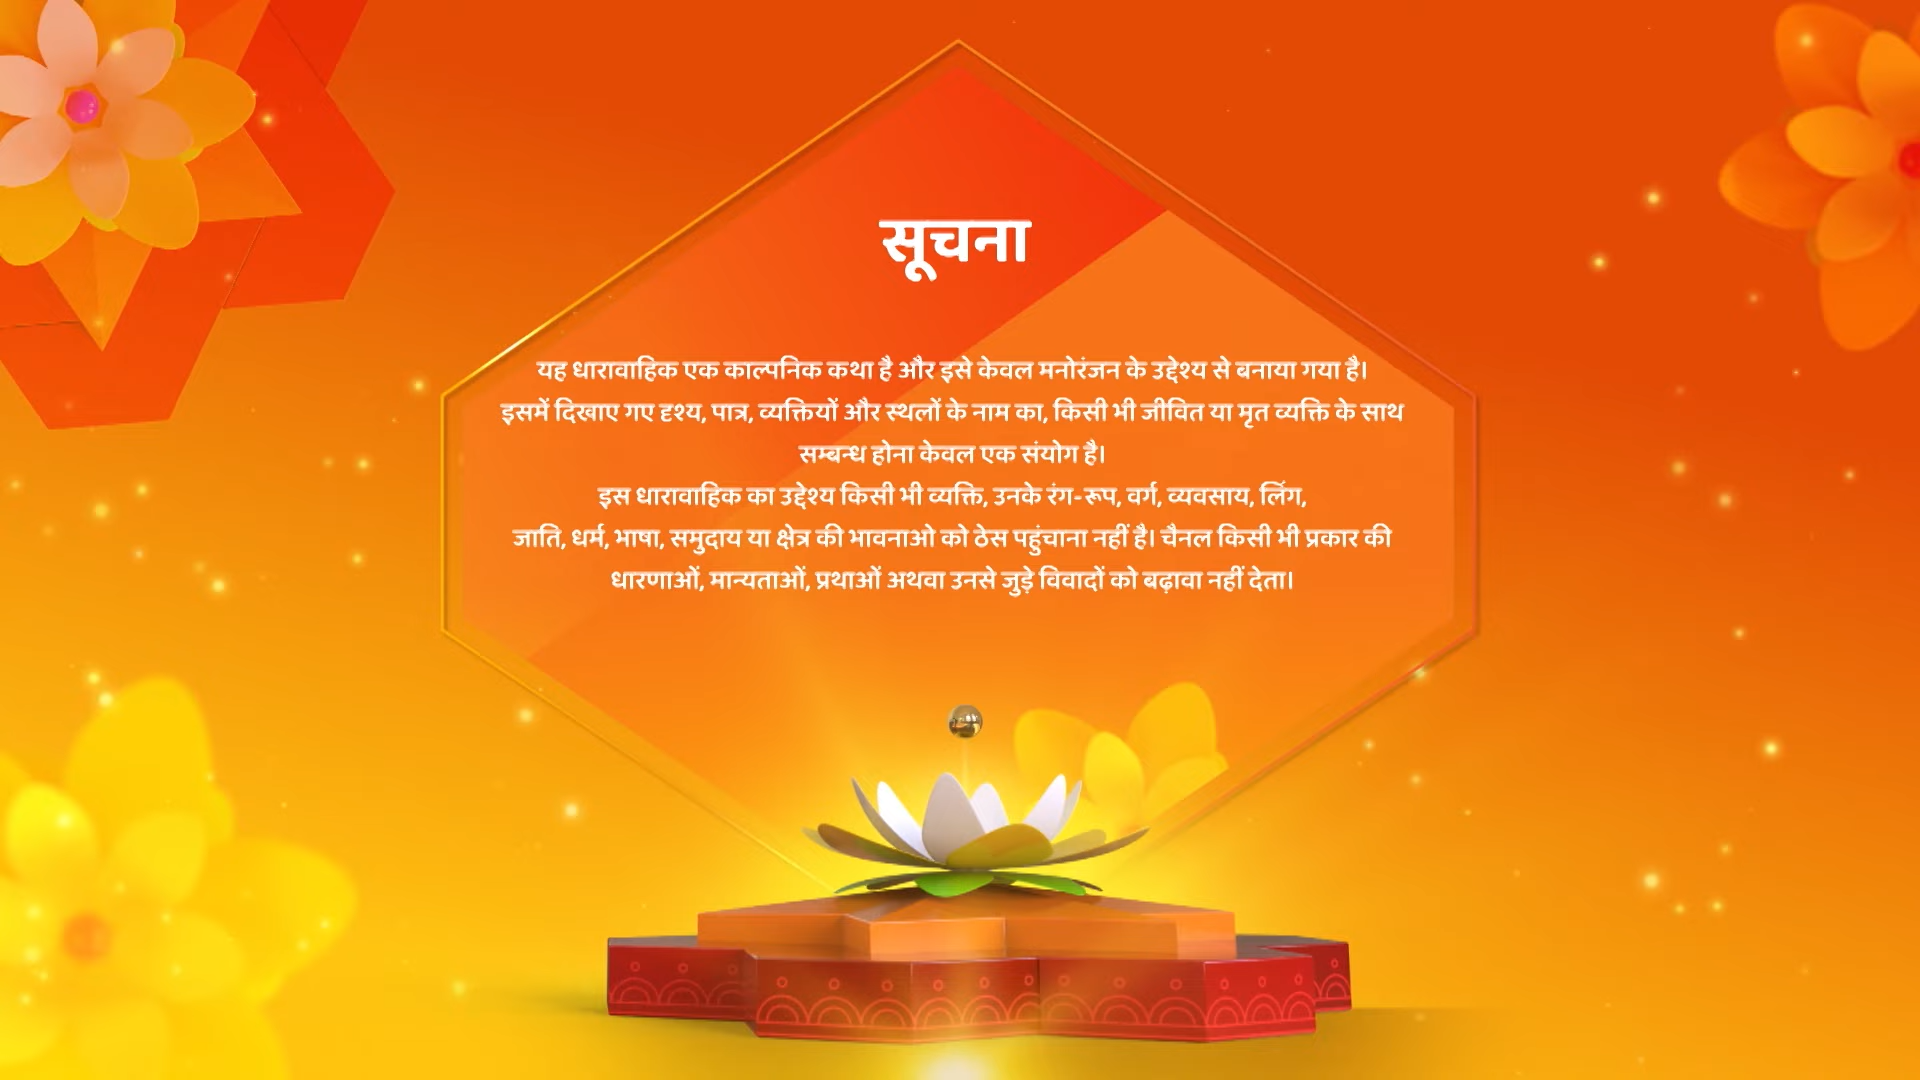 सूचना
यह धारावाहिक एक काल्पनिक कथा है और इसे केवल मनोरंजन के उद्देश्य से बनाया गया है।
इसमें दिखाए गए दृश्य, पात्र, व्यक्तियों और स्थलों के नाम का, किसी भी जीवित या मृत व्यक्ति के साथ
सम्बन्ध होना केवल एक संयोग है।
इस धारावाहिक का उद्देश्य किसी भी व्यक्ति, उनके रंग-रूप, वर्ग, व्यवसाय, लिंग,
जाति, धर्म, भाषा, समुदाय या क्षेत्र की भावनाओ को ठेस पहुंचाना नहीं है। चैनल किसी भी प्रकार की
धारणाओं, मान्यताओं, प्रथाओं अथवा उनसे जुड़े विवादों को बढ़ावा नहीं देता।